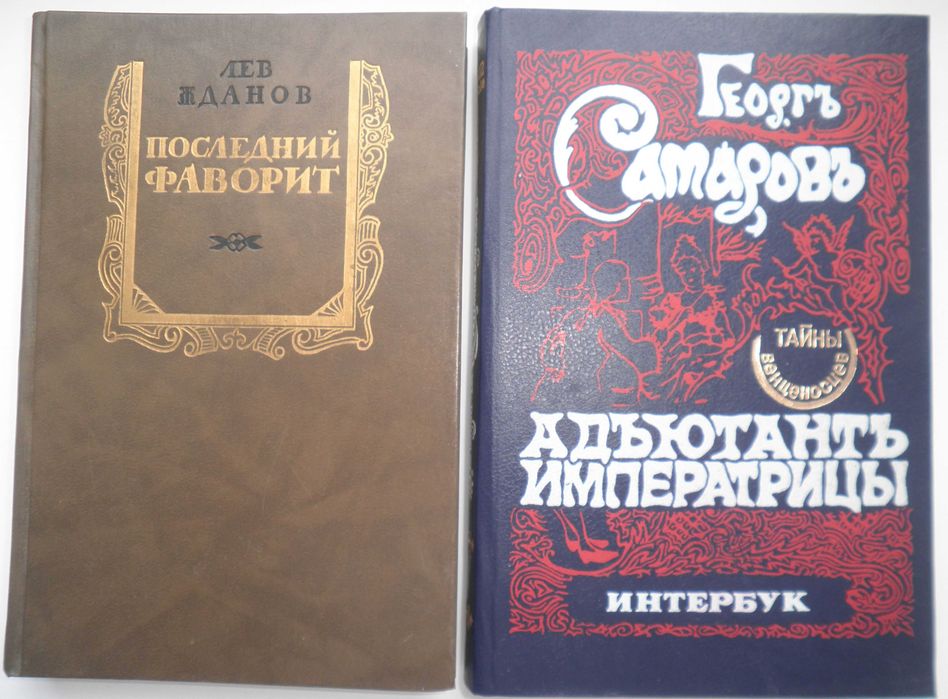 ЛЕВ
ЖДАНОВ
ПОСЛЕДНИЙ
ФАВОРИТ
Георгъ
Самаровъ
ТАЙНЫ
венценосцев
АДЪЮТАНТЪ
ИМПЕРАТРИЦЫ
ИНТЕРБУК